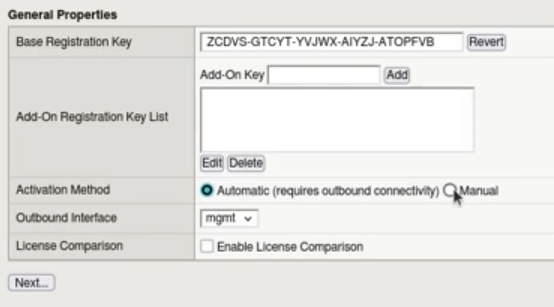 General Properties
Base Registration Key ZCDVS-GTCYT-YVJWX-AIYZJ-ATOPFVB Revert
Add-On Key Add
Add-On Registration Key List
Edit Delete
Activation Method Automatic (requires outbound connectivity) Manual
Outbound Interface mgmt
License Comparison Enable License Comparison
Next...